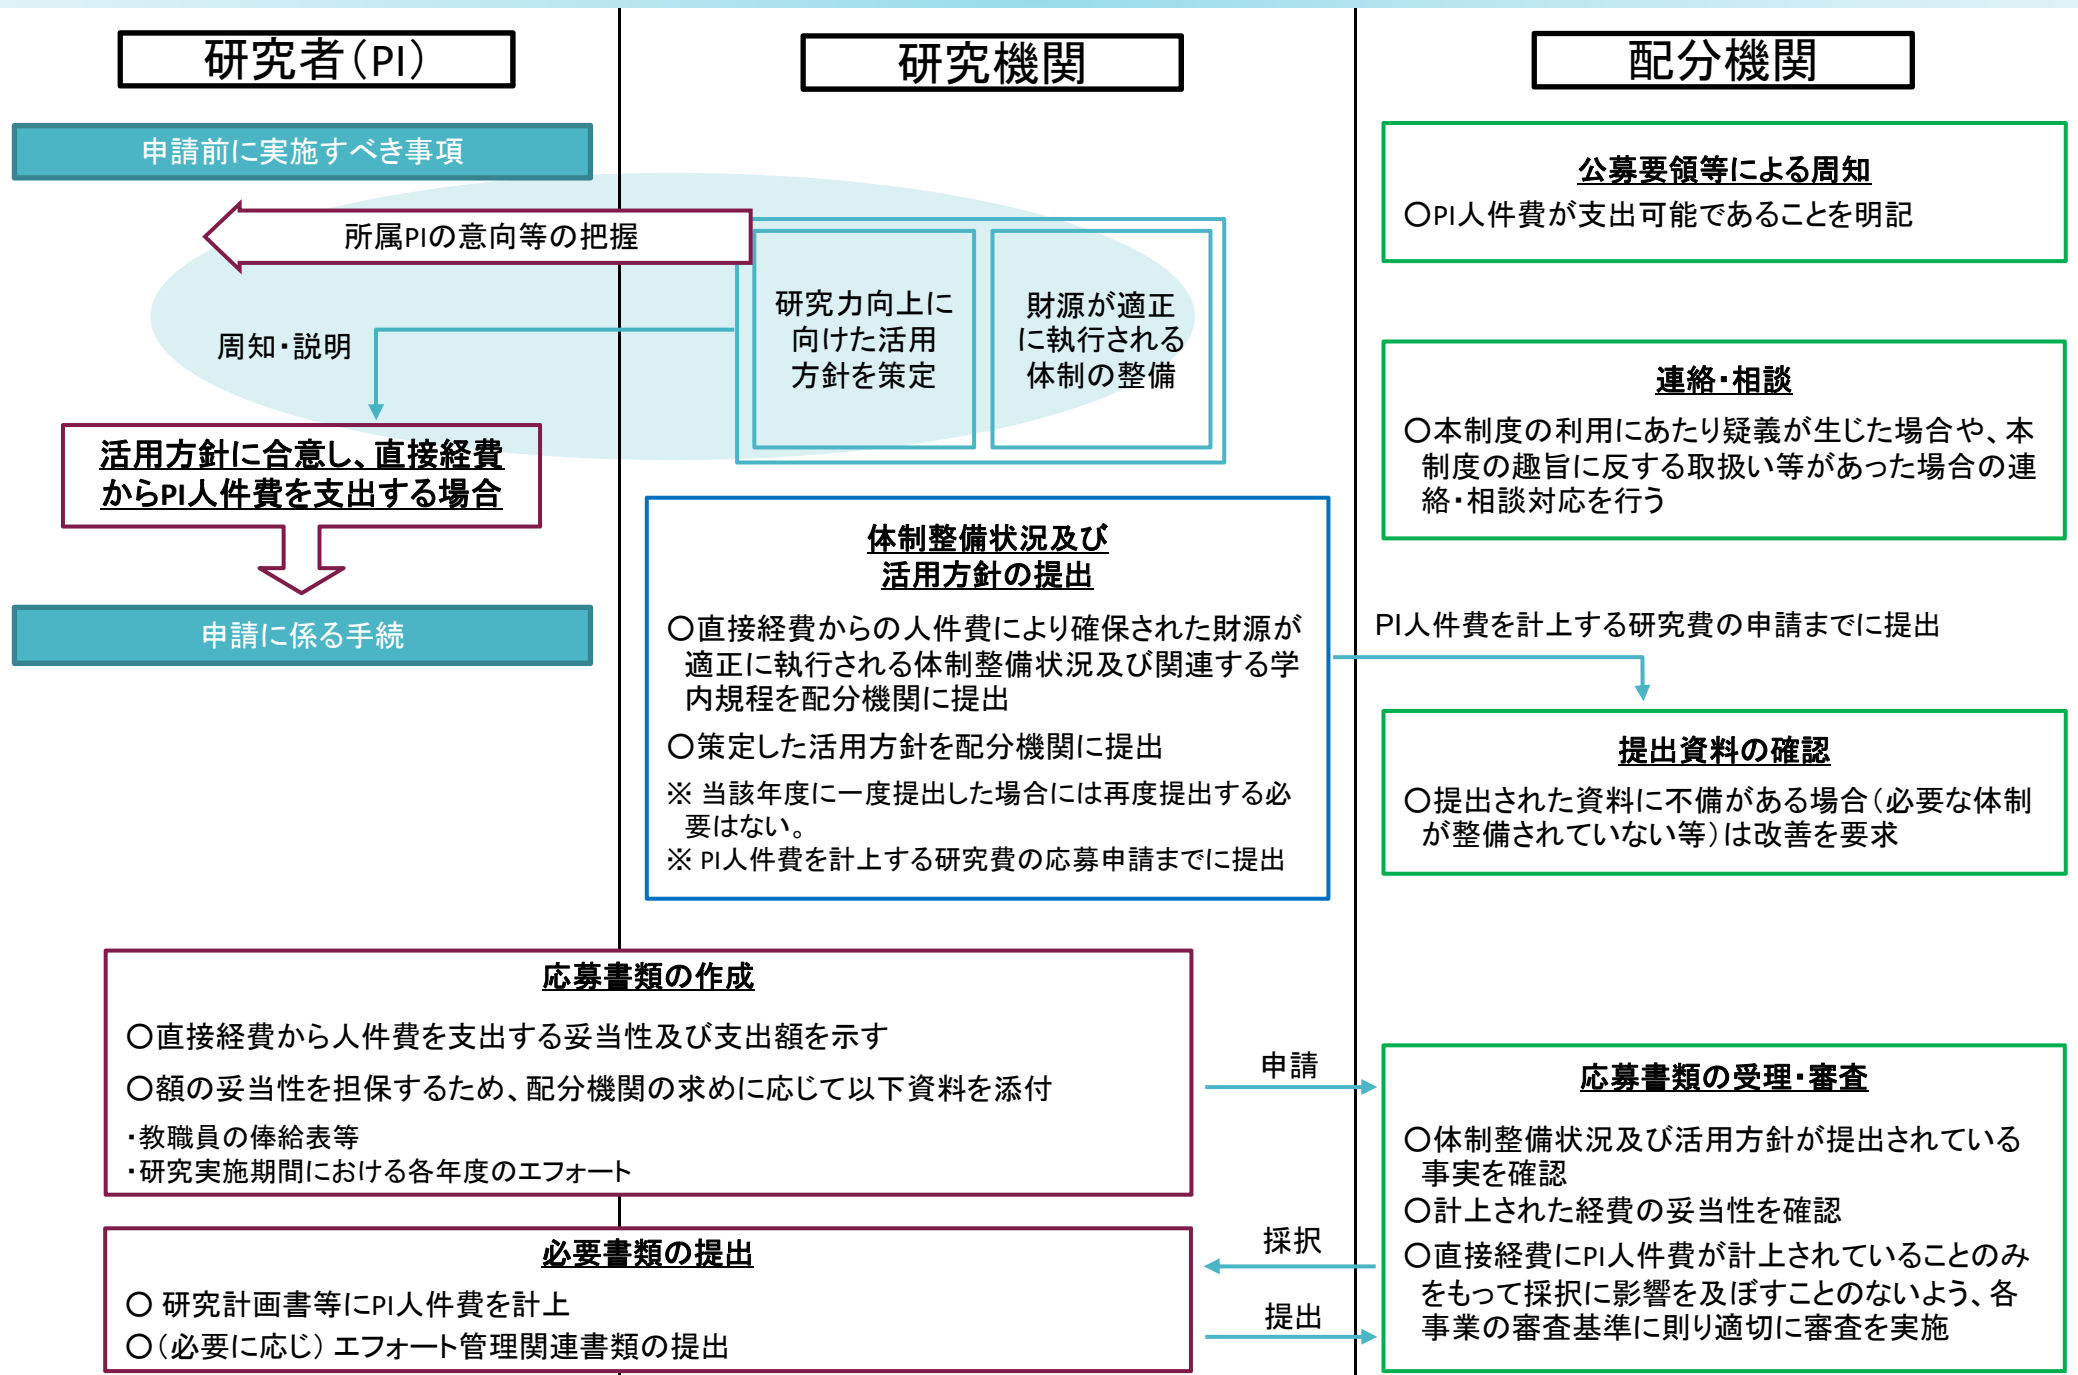 研究者（PI）
研究機関
配分機関
申請前に実施すべき事項
所属PIの意向等の把握
研究力向上に
向けた活用
方針を策定
財源が適正
に執行される
体制の整備
周知・説明
活用方針に合意し、直接経費
からPI人件費を支出する場合
申請に係る手続
体制整備状況及び
活用方針の提出
〇直接経費からの人件費により確保された財源が
適正に執行される体制整備状況及び関連する学
内規程を配分機関に提出
〇策定した活用方針を配分機関に提出
※ 当該年度に一度提出した場合には再度提出する必
要はない。
※ PI人件費を計上する研究費の応募申請までに提出
公募要領等による周知
〇PI人件費が支出可能であることを明記
連絡・相談
〇本制度の利用にあたり疑義が生じた場合や、本
制度の趣旨に反する取扱い等があった場合の連
絡・相談対応を行う
PI人件費を計上する研究費の申請までに提出
提出資料の確認
〇提出された資料に不備がある場合（必要な体制
が整備されていない等）は改善を要求
応募書類の作成
〇直接経費から人件費を支出する妥当性及び支出額を示す
〇額の妥当性を担保するため、配分機関の求めに応じて以下資料を添付
・教職員の俸給表等
・研究実施期間における各年度のエフォート
申請
応募書類の受理・審査
〇体制整備状況及び活用方針が提出されている
事実を確認
〇計上された経費の妥当性を確認
〇直接経費にPI人件費が計上されていることのみ
をもって採択に影響を及ぼすことのないよう、各
事業の審査基準に則り適切に審査を実施
採択
必要書類の提出
〇 研究計画書等にPI人件費を計上
〇（必要に応じ） エフォート管理関連書類の提出
提出